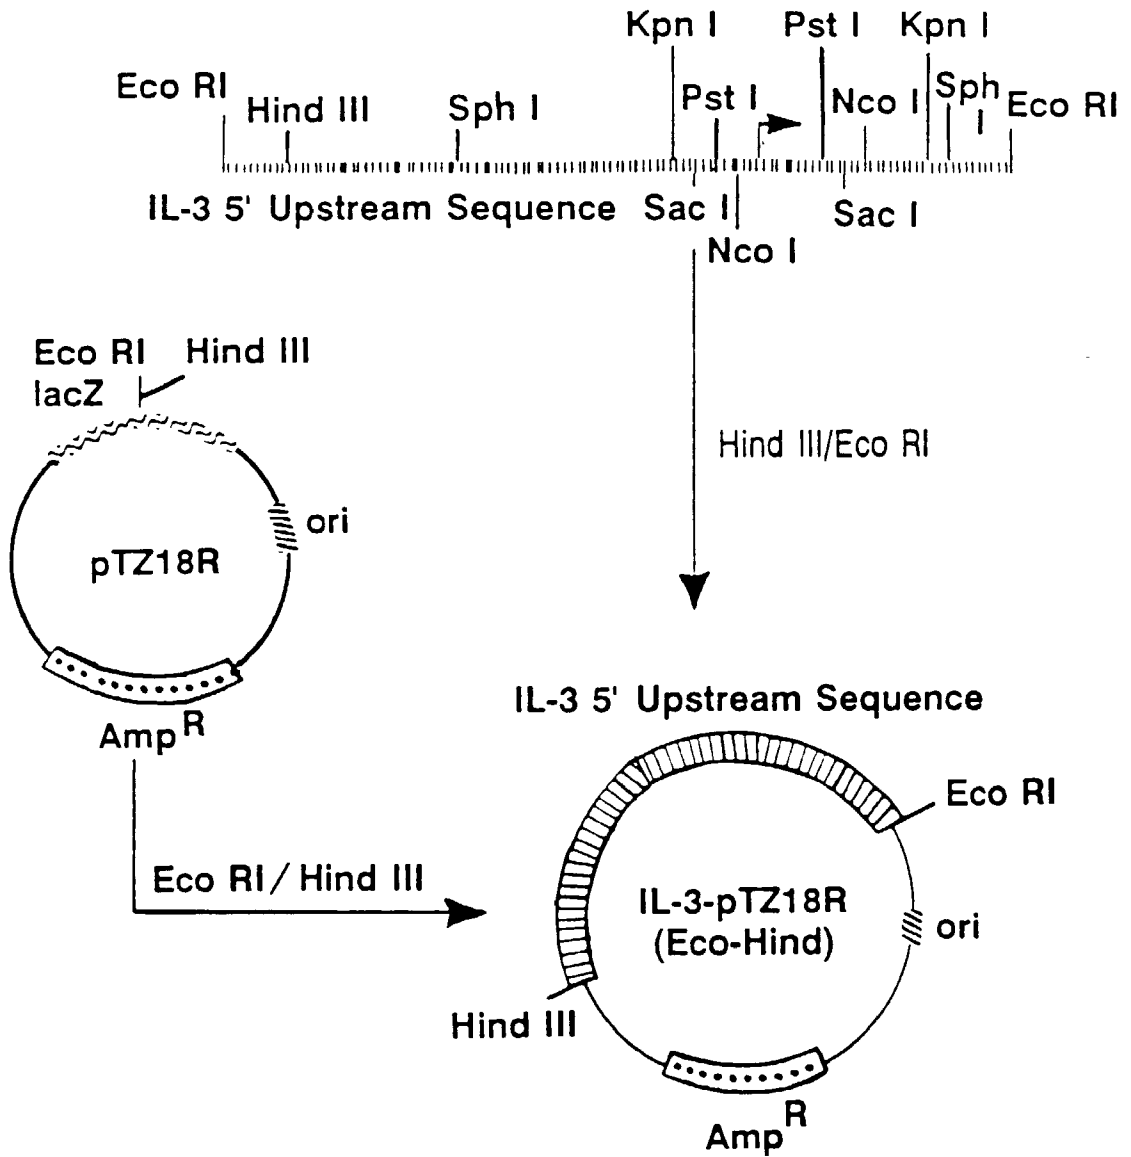 Kpn I
Pst I
Kpn I
Eco RI
Hind III
Sph I
Pst I
Nco I
Sph
I
Eco RI
IL-3 5' Upstream Sequence
Sac I
Nco I
Sac I
Eco RI
Hind III
lacZ
Hind III/Eco RI
ori
pTZ18R
Amp R
IL-3 5' Upstream Sequence
Eco RI
Eco RI/Hind III
IL-3-pTZ18R
(Eco-Hind)
ori
Hind III
Amp R